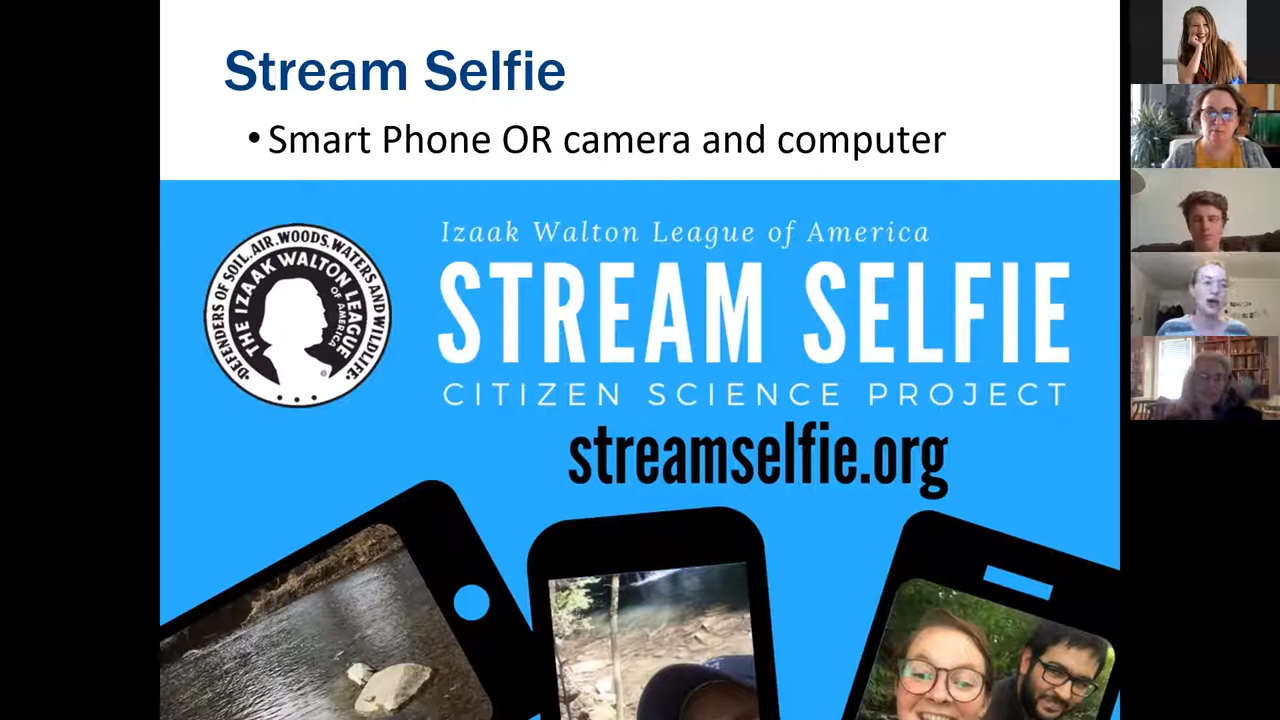 Stream Selfie
• Smart Phone OR camera and computer
Izaak Walton League of America
STREAM SELFIE
CITIZEN SCIENCE PROJECT
streamselfie.org
DEFENDERS OF SOIL. AIR. WOODS. WATERS AND WILDLIFE
THE IZAAK WALTON LEAGUE
OF AMERICA
®